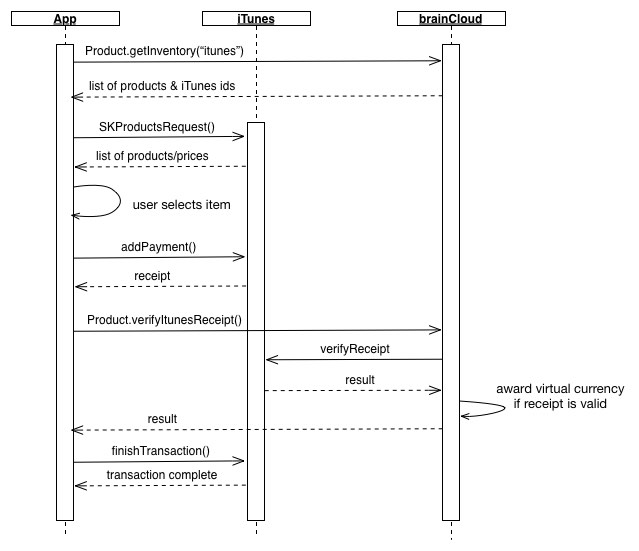 App
iTunes
brainCloud
Product.getInventory(“itunes”)
list of products & iTunes ids
SKProductsRequest()
list of products/prices
user selects item
addPayment()
receipt
Product.verifyItunesReceipt()
verifyReceipt
result
award virtual currency
if receipt is valid
result
finishTransaction()
transaction complete